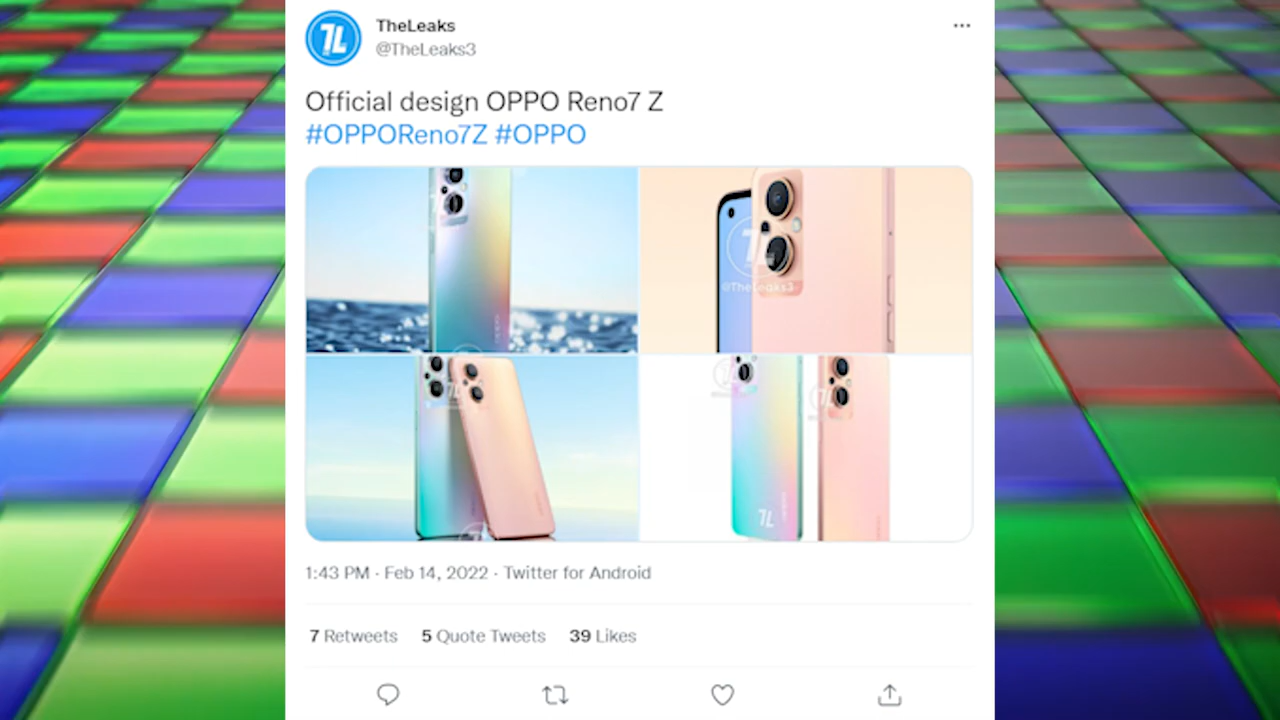 TheLeaks
@TheLeaks3
Official design OPPO Reno7 Z
#OPPOReno7Z #OPPO
@TheLeaks3
1:43 PM · Feb 14, 2022 · Twitter for Android
7 Retweets 5 Quote Tweets 39 Likes